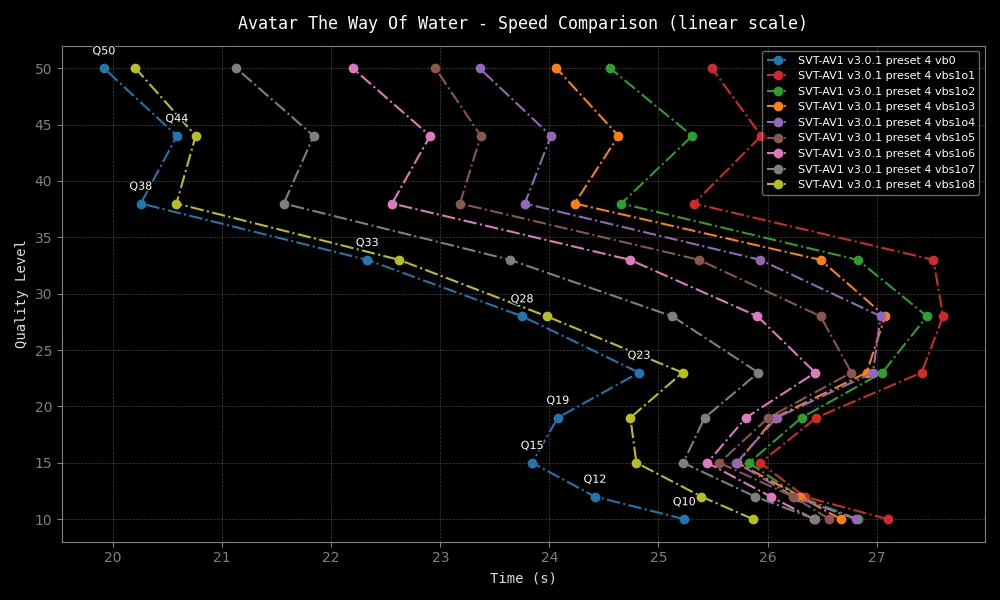 Avatar The Way Of Water - Speed Comparison (linear scale)
SVT-AV1 v3.0.1 preset 4 vb0
SVT-AV1 v3.0.1 preset 4 vbs1o1
SVT-AV1 v3.0.1 preset 4 vbs1o2
SVT-AV1 v3.0.1 preset 4 vbs1o3
SVT-AV1 v3.0.1 preset 4 vbs1o4
SVT-AV1 v3.0.1 preset 4 vbs1o5
SVT-AV1 v3.0.1 preset 4 vbs1o6
SVT-AV1 v3.0.1 preset 4 vbs1o7
SVT-AV1 v3.0.1 preset 4 vbs1o8
Quality Level
50
45
40
35
30
25
20
15
10
Q50
Q44
Q38
Q33
Q28
Q23
Q19
Q15
Q12
Q10
20 21 22 23 24 25 26 27
Time (s)